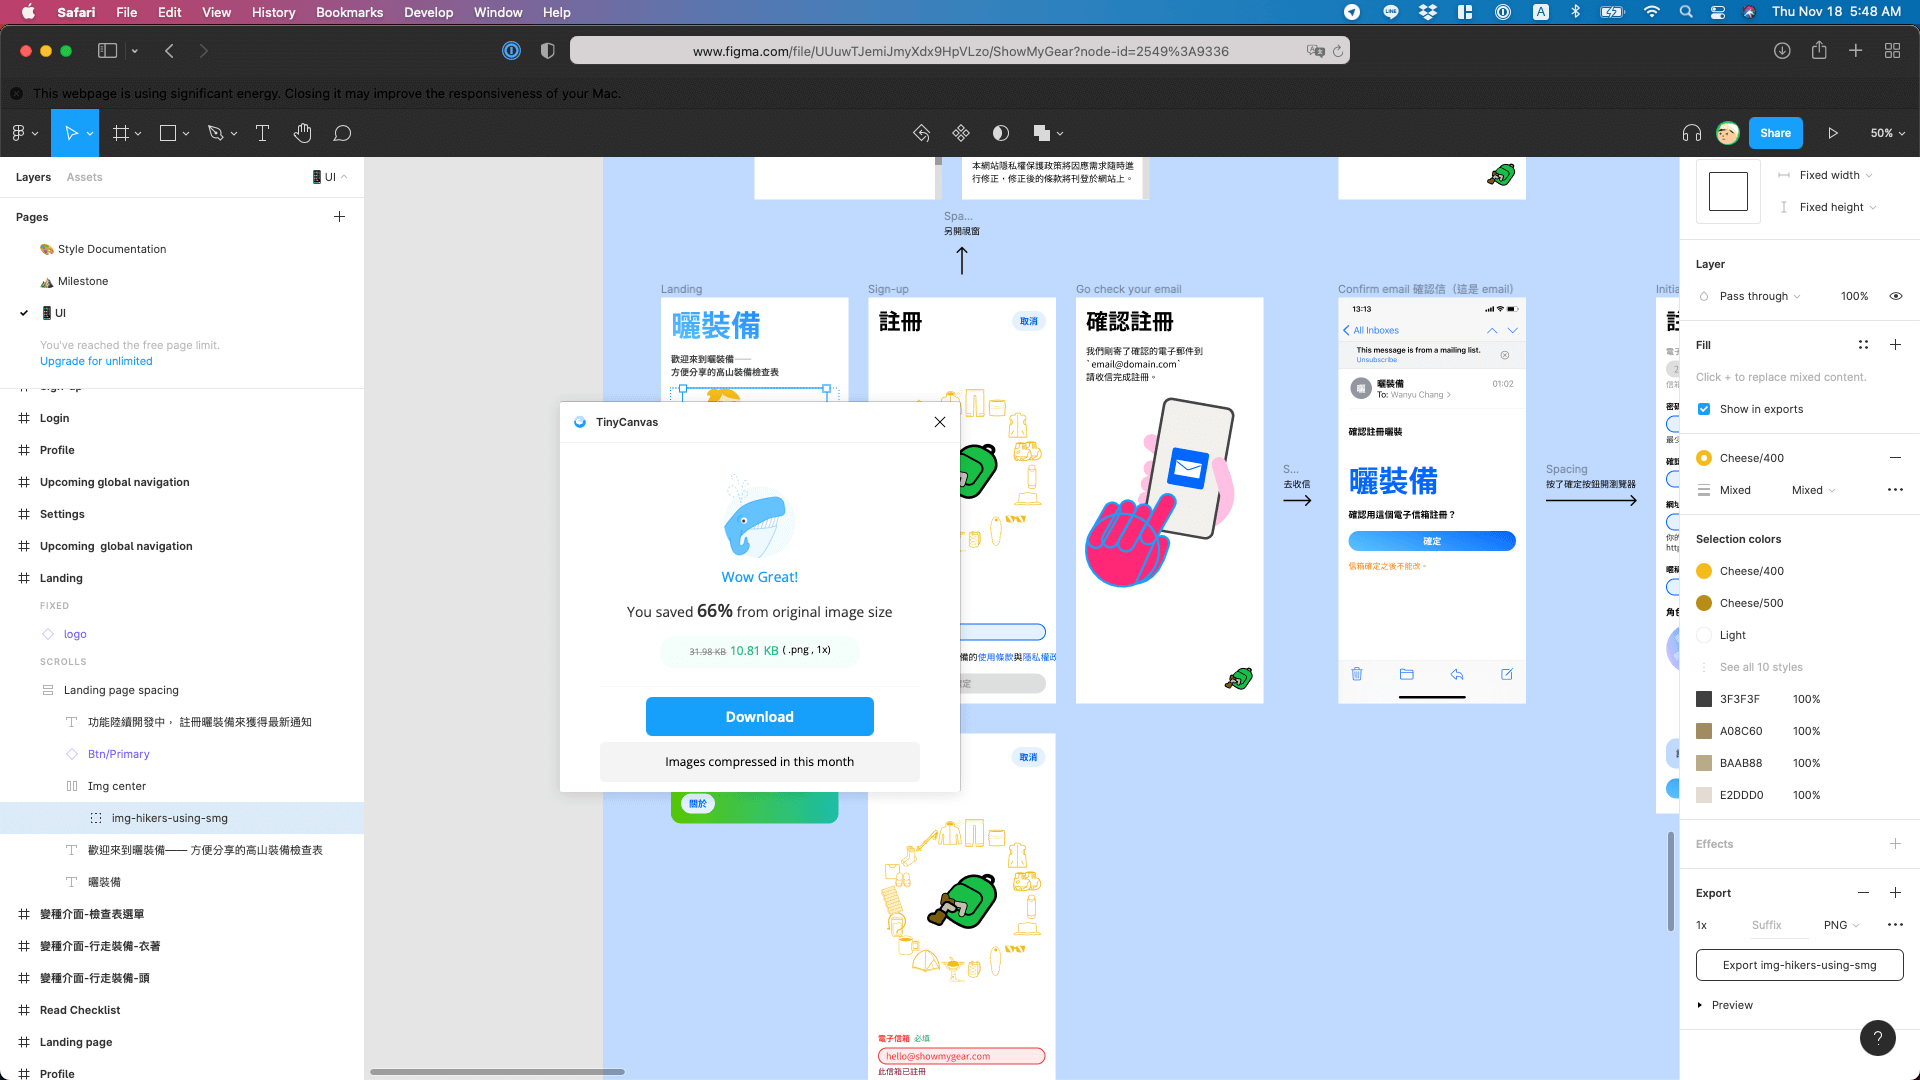 Safari File Edit View History Bookmarks Develop Window Help
Thu Nov 18 5:48 AM
www.figma.com/file/UUuwTJemiJmyXdx9HpVLzo/ShowMyGear?node-id=2549%3A9336
This webpage is using significant energy. Closing it may improve the responsiveness of your Mac.
Share
50%
Layers Assets
UI
Pages
Style Documentation
Milestone
UI
You've reached the free page limit.
Upgrade for unlimited
Login
Profile
Upcoming global navigation
Settings
Upcoming global navigation
Landing
FIXED
logo
SCROLLS
Landing page spacing
功能陸續開發中， 註冊曬裝備來獲得最新通知
Btn/Primary
Img center
img-hikers-using-smg
歡迎來到曬裝備—— 方便分享的高山裝備檢查表
曬裝備
變種介面-檢查表選單
變種介面-行走裝備-衣著
變種介面-行走裝備-頭
Read Checklist
Landing page
Profile
本網站隱私權保護政策將因應需求隨時進
行修正，修正後的條款將刊登於網站上。
Spa...
另開視窗
Landing
曬裝備
歡迎來到曬裝備——
方便分享的高山裝備檢查表
關於
Sign-up
註冊
取消
備的使用條款與隱私權政
定
TinyCanvas
Wow Great!
You saved 66% from original image size
31.98 KB 10.81 KB ( .png , 1x)
Download
Images compressed in this month
取消
電子信箱 必填
hello@showmygear.com
此信箱已註冊
Go check your email
確認註冊
我們剛寄了確認的電子郵件到
`email@domain.com`
請收信完成註冊。
S...
去收信
Confirm email 確認信（這是 email）
13:13
All Inboxes
This message is from a mailing list.
Unsubscribe
曬
曬裝備
01:02
To: Wanyu Chang
確認註冊曬裝
曬裝備
確認用這個電子信箱註冊？
確定
信箱確定之後不能改。
Spacing
按了確定按鈕開瀏覽器
Initia
Fixed width
Fixed height
Layer
Pass through
100%
Fill
Click + to replace mixed content.
Show in exports
Cheese/400
Mixed
Mixed
Selection colors
Cheese/400
Cheese/500
Light
See all 10 styles
3F3F3F 100%
A08C60 100%
BAAB88 100%
E2DDD0 100%
Effects
Export
1x Suffix PNG
Export img-hikers-using-smg
Preview
?